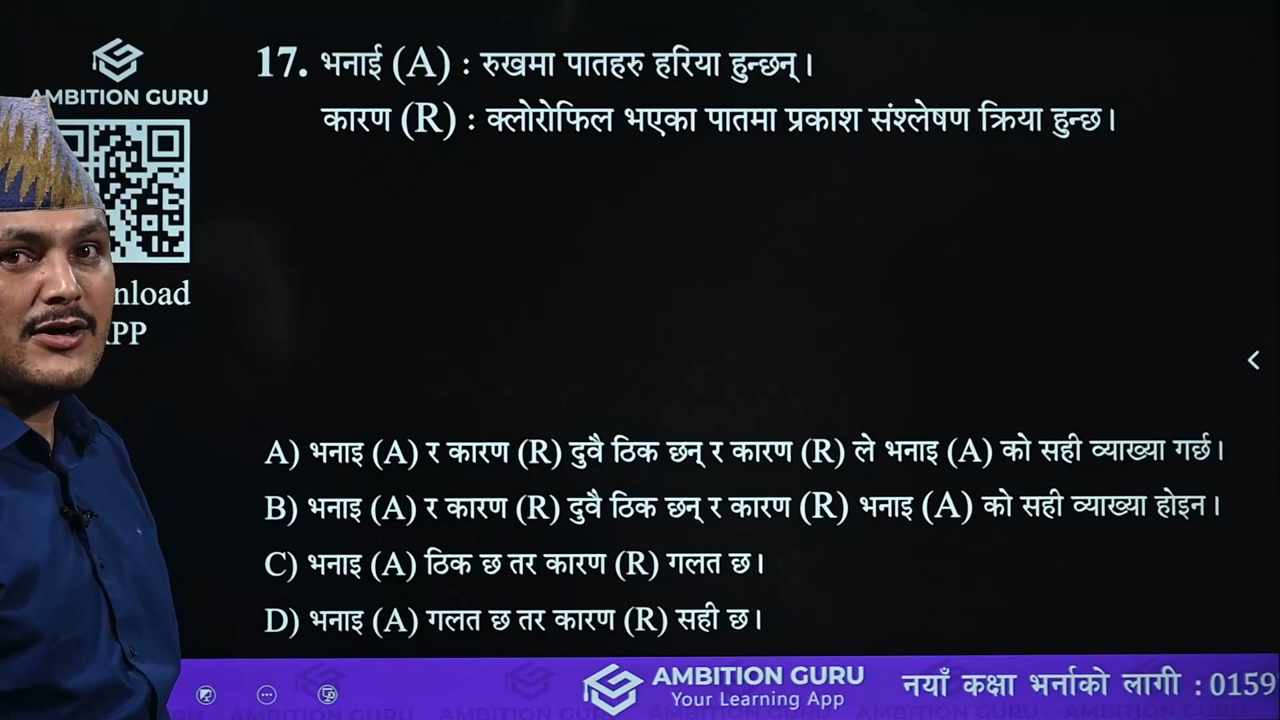 17. भनाई (A) : रुखमा पातहरु हरिया हुन्छन्।
कारण (R) : क्लोरोफिल भएका पातमा प्रकाश संश्लेषण क्रिया हुन्छ।
AMBITION GURU
nload
PP
A) भनाइ (A) र कारण (R) दुवै ठिक छन् र कारण (R) ले भनाइ (A) को सही व्याख्या गर्छ।
B) भनाइ (A) र कारण (R) दुवै ठिक छन् र कारण (R) भनाइ (A) को सही व्याख्या होइन।
C) भनाइ (A) ठिक छ तर कारण (R) गलत छ।
D) भनाइ (A) गलत छ तर कारण (R) सही छ।
AMBITION GURU
Your Learning App
नयाँ कक्षा भर्नाको लागी : 0159